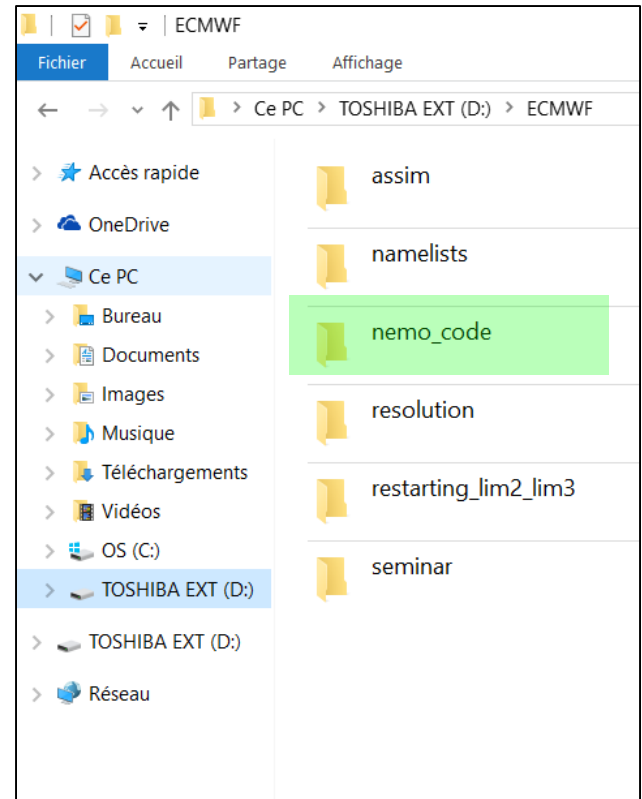 ECMWF
Fichier Accueil Partage Affichage
Ce PC > TOSHIBA EXT (D:) > ECMWF
Accès rapide
OneDrive
Ce PC
Bureau
Documents
Images
Musique
Téléchargements
Vidéos
OS (C:)
TOSHIBA EXT (D:)
TOSHIBA EXT (D:)
Réseau
assim
namelists
nemo_code
resolution
restarting_lim2_lim3
seminar